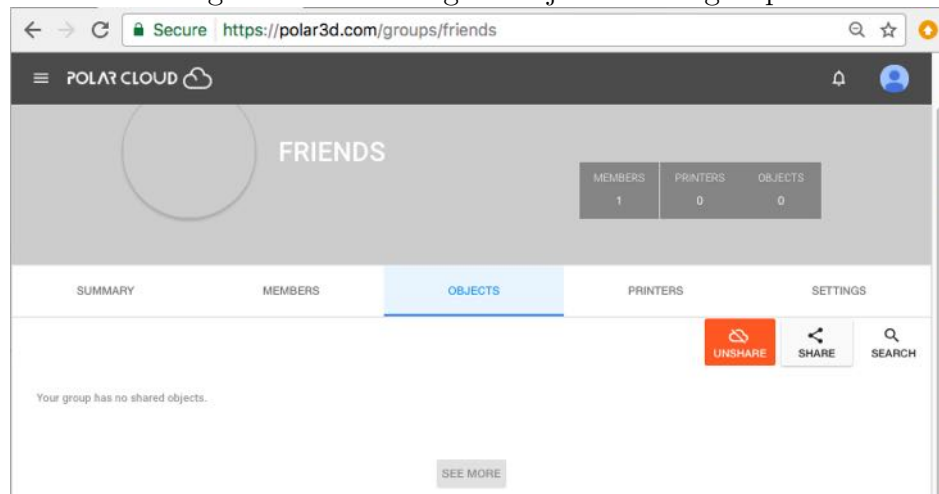 Secure https://polar3d.com/groups/friends
POLAR CLOUD
FRIENDS
MEMBERS PRINTERS OBJECTS
1 0 0
SUMMARY MEMBERS OBJECTS PRINTERS SETTINGS
UNSHARE SHARE SEARCH
Your group has no shared objects.
SEE MORE